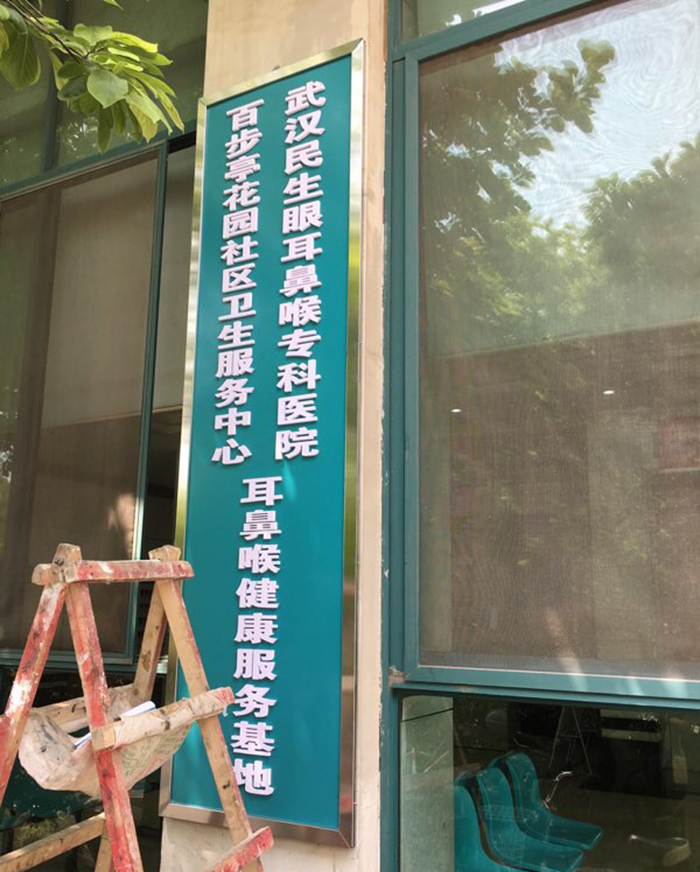 武汉民生眼耳鼻喉专科医院
百步亭花园社区卫生服务中心
耳鼻喉健康服务基地